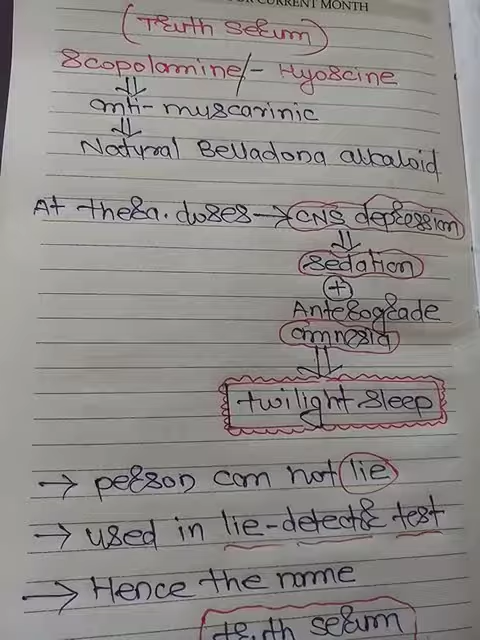 FOR CURRENT MONTH
(Truth serum)
Scopolamine/- Hyoscine
anti-muscarinic
Natural Belladona alkaloid
At thera. doses → CNS depression
sedation
+
Anterograde
amnesia
twilight sleep
→ person can not lie
→ used in lie-detector test
→ Hence the name
truth serum